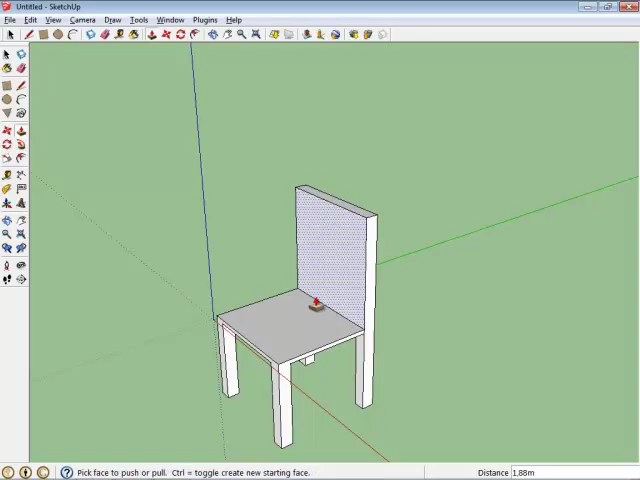 Untitled - SketchUp
File Edit View Camera Draw Tools Window Plugins Help
Pick face to push or pull. Ctrl = toggle create new starting face. Distance 1,88m